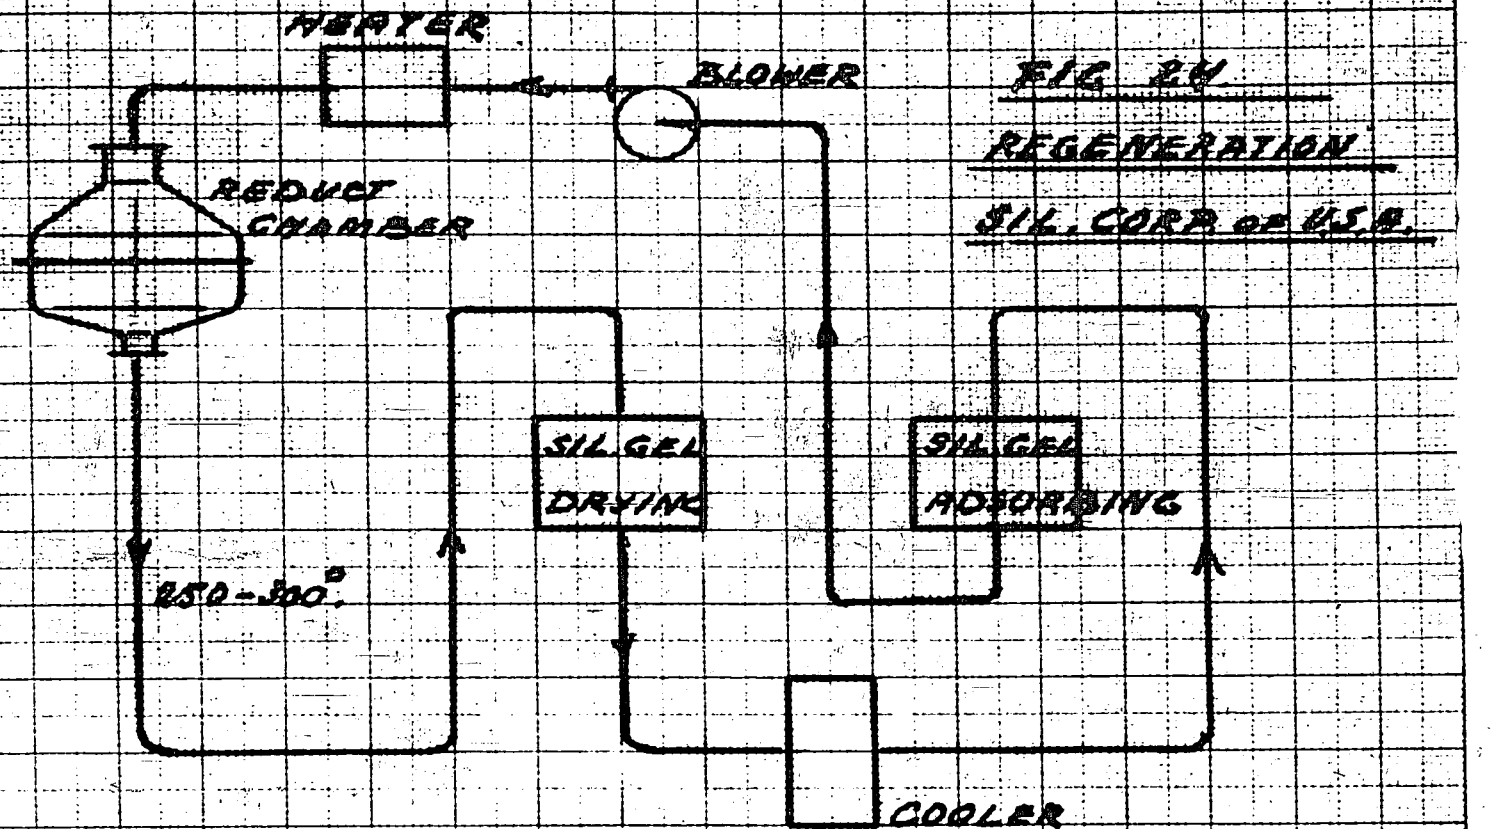 HEATER
BLOWER
FIG 24
REGENERATION
SIL. CORP. OF U.S.A.
REDUCT
CHAMBER
SIL.GEL
DRYING
SIL.GEL
ADSORBING
250-300°.
COOLER